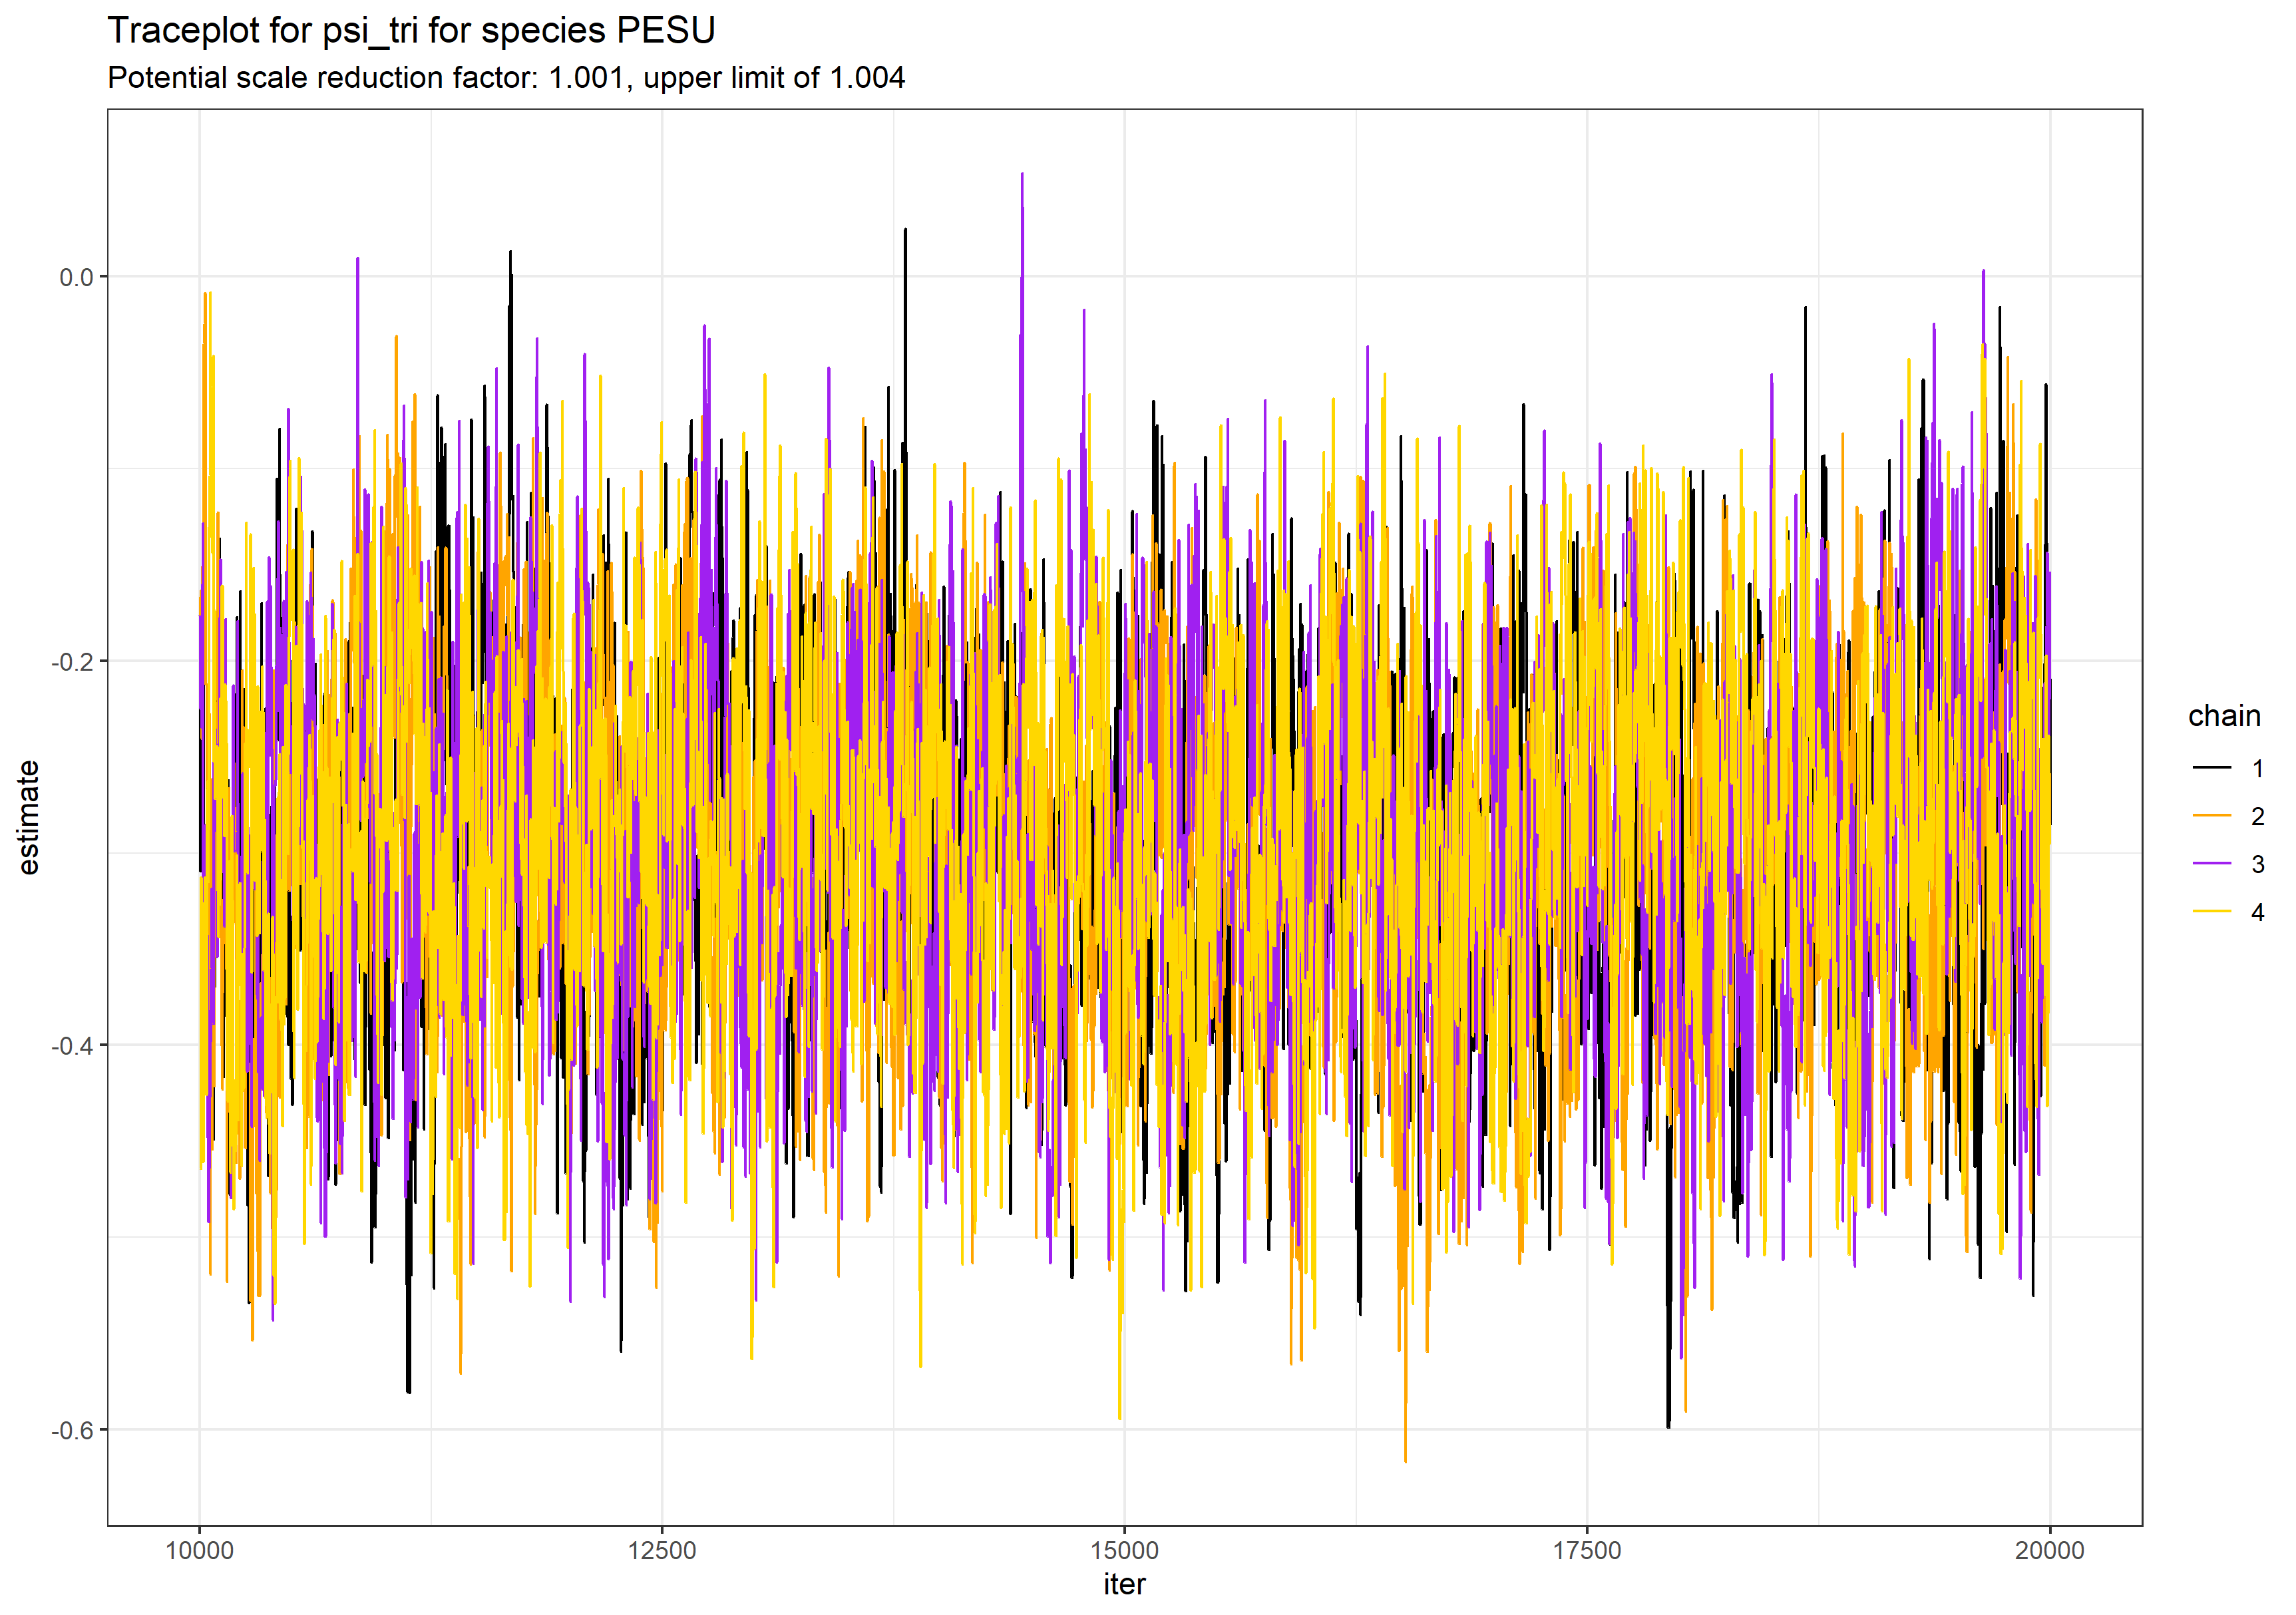 Traceplot for psi_tri for species PESU
Potential scale reduction factor: 1.001, upper limit of 1.004
0.0
-0.2
-0.4
-0.6
estimate
10000 12500 15000 17500 20000
iter
chain
1
2
3
4